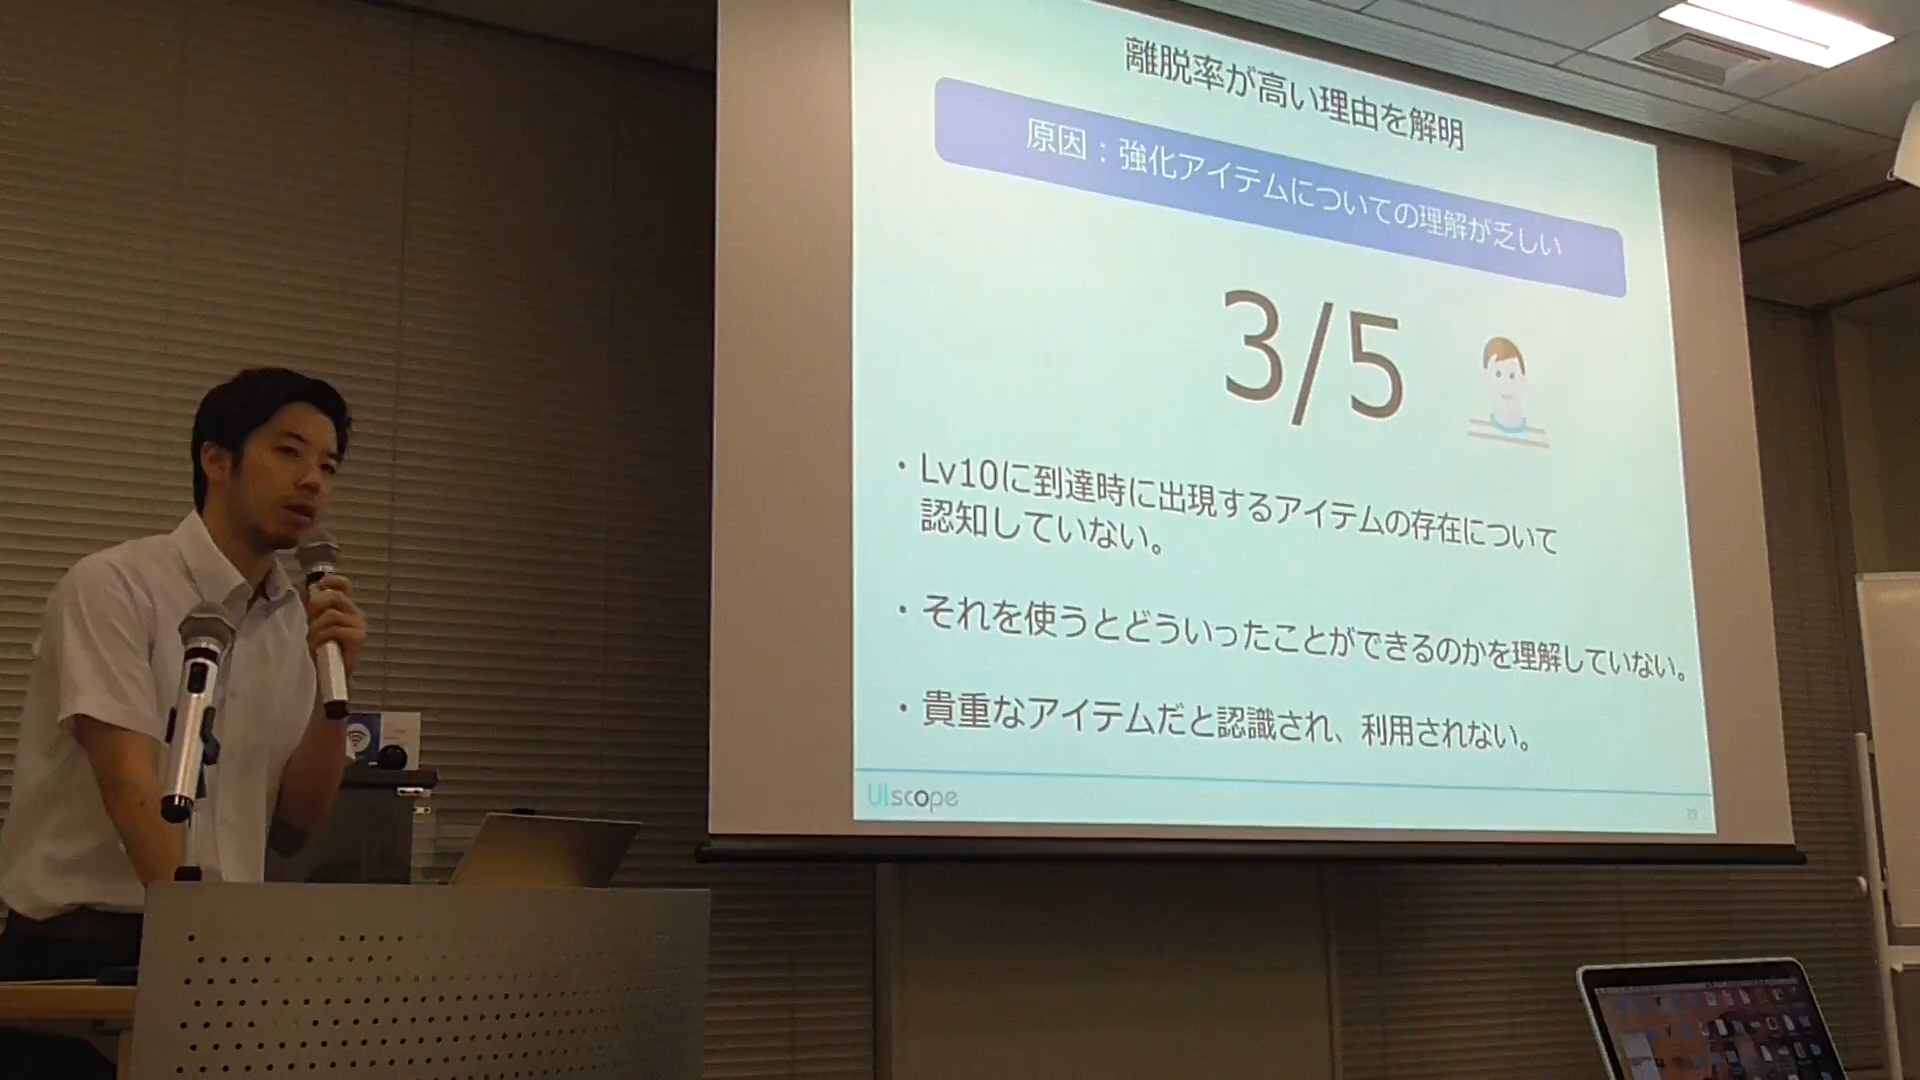 離脱率が高い理由を解明
原因：強化アイテムについての理解が乏しい
3/5
・Lv10に到達時に出現するアイテムの存在について
認知していない。
・それを使うとどういったことができるのかを理解していない。
・貴重なアイテムだと認識され、利用されない。
UIscope